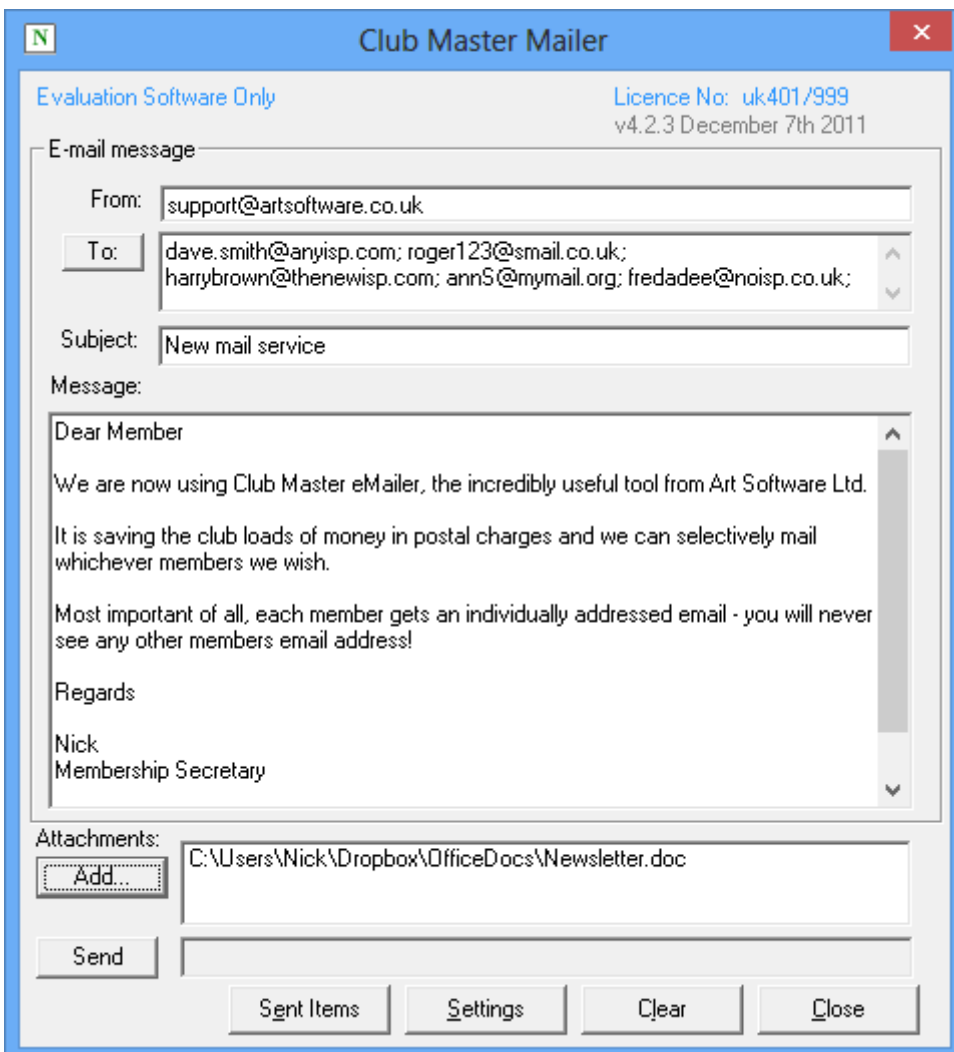 N
Club Master Mailer
Evaluation Software Only
Licence No: uk401/999
v4.2.3 December 7th 2011
E-mail message
From:
support@artsoftware.co.uk
To:
dave.smith@anyisp.com; roger123@smail.co.uk;
harrybrown@thenewisp.com; annS@mymail.org; fredadee@noisp.co.uk;
Subject:
New mail service
Message:
Dear Member
We are now using Club Master eMailer, the incredibly useful tool from Art Software Ltd.
It is saving the club loads of money in postal charges and we can selectively mail
whichever members we wish.
Most important of all, each member gets an individually addressed email - you will never
see any other members email address!
Regards
Nick
Membership Secretary
Attachments:
Add...
C:\Users\Nick\Dropbox\OfficeDocs\Newsletter.doc
Send
Sent Items
Settings
Clear
Close